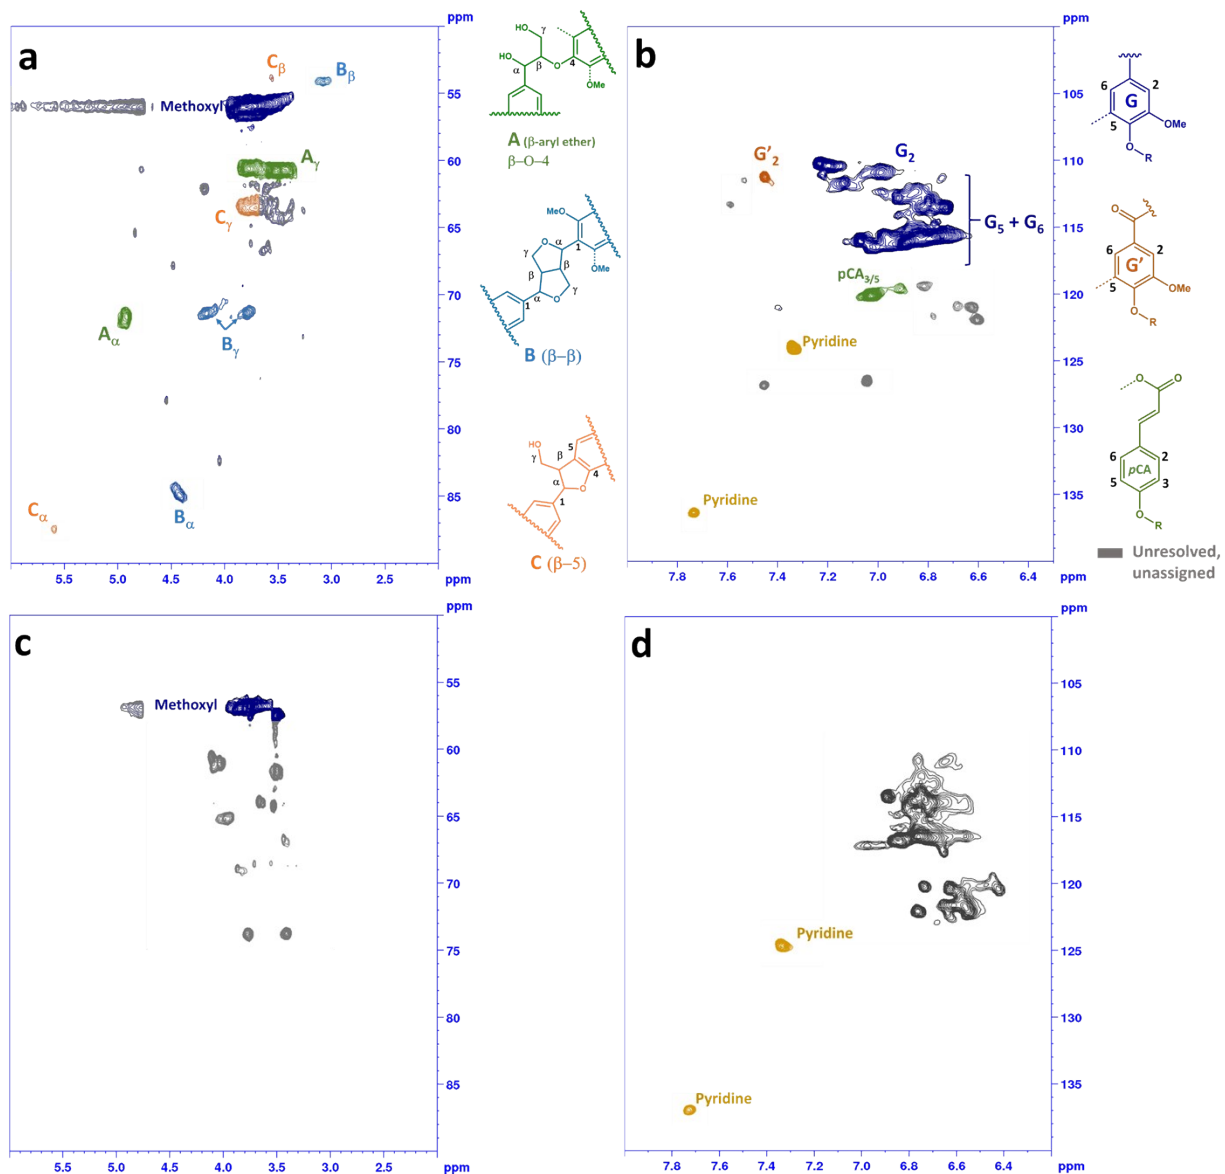 a
ppm
Cβ
Bβ
Methoxyl
Aγ
Cγ
Aα
Bγ
Bα
Cα
55
60
65
70
75
80
85
5.5 5.0 4.5 4.0 3.5 3.0 2.5 ppm
HO
γ
HO
β
α
O
4
OMe
A (β-aryl ether)
β–O–4
MeO
O
α
1
γ
β
OMe
β
γ
α
O
1
B (β–β)
HO
5
γ
β
α
4
O
1
C (β–5)
b
ppm
G'2
G2
G5 + G6
pCA3/5
Pyridine
Pyridine
105
110
115
120
125
130
135
7.8 7.6 7.4 7.2 7.0 6.8 6.6 6.4 ppm
6 2
G
5
OMe
O
R
O
6 2
G'
5
OMe
O
R
O O
6 2
pCA
5 3
O
R
Unresolved,
unassigned
c
ppm
Methoxyl
55
60
65
70
75
80
85
5.5 5.0 4.5 4.0 3.5 3.0 2.5 ppm
d
ppm
Pyridine
Pyridine
105
110
115
120
125
130
135
7.8 7.6 7.4 7.2 7.0 6.8 6.6 6.4 ppm